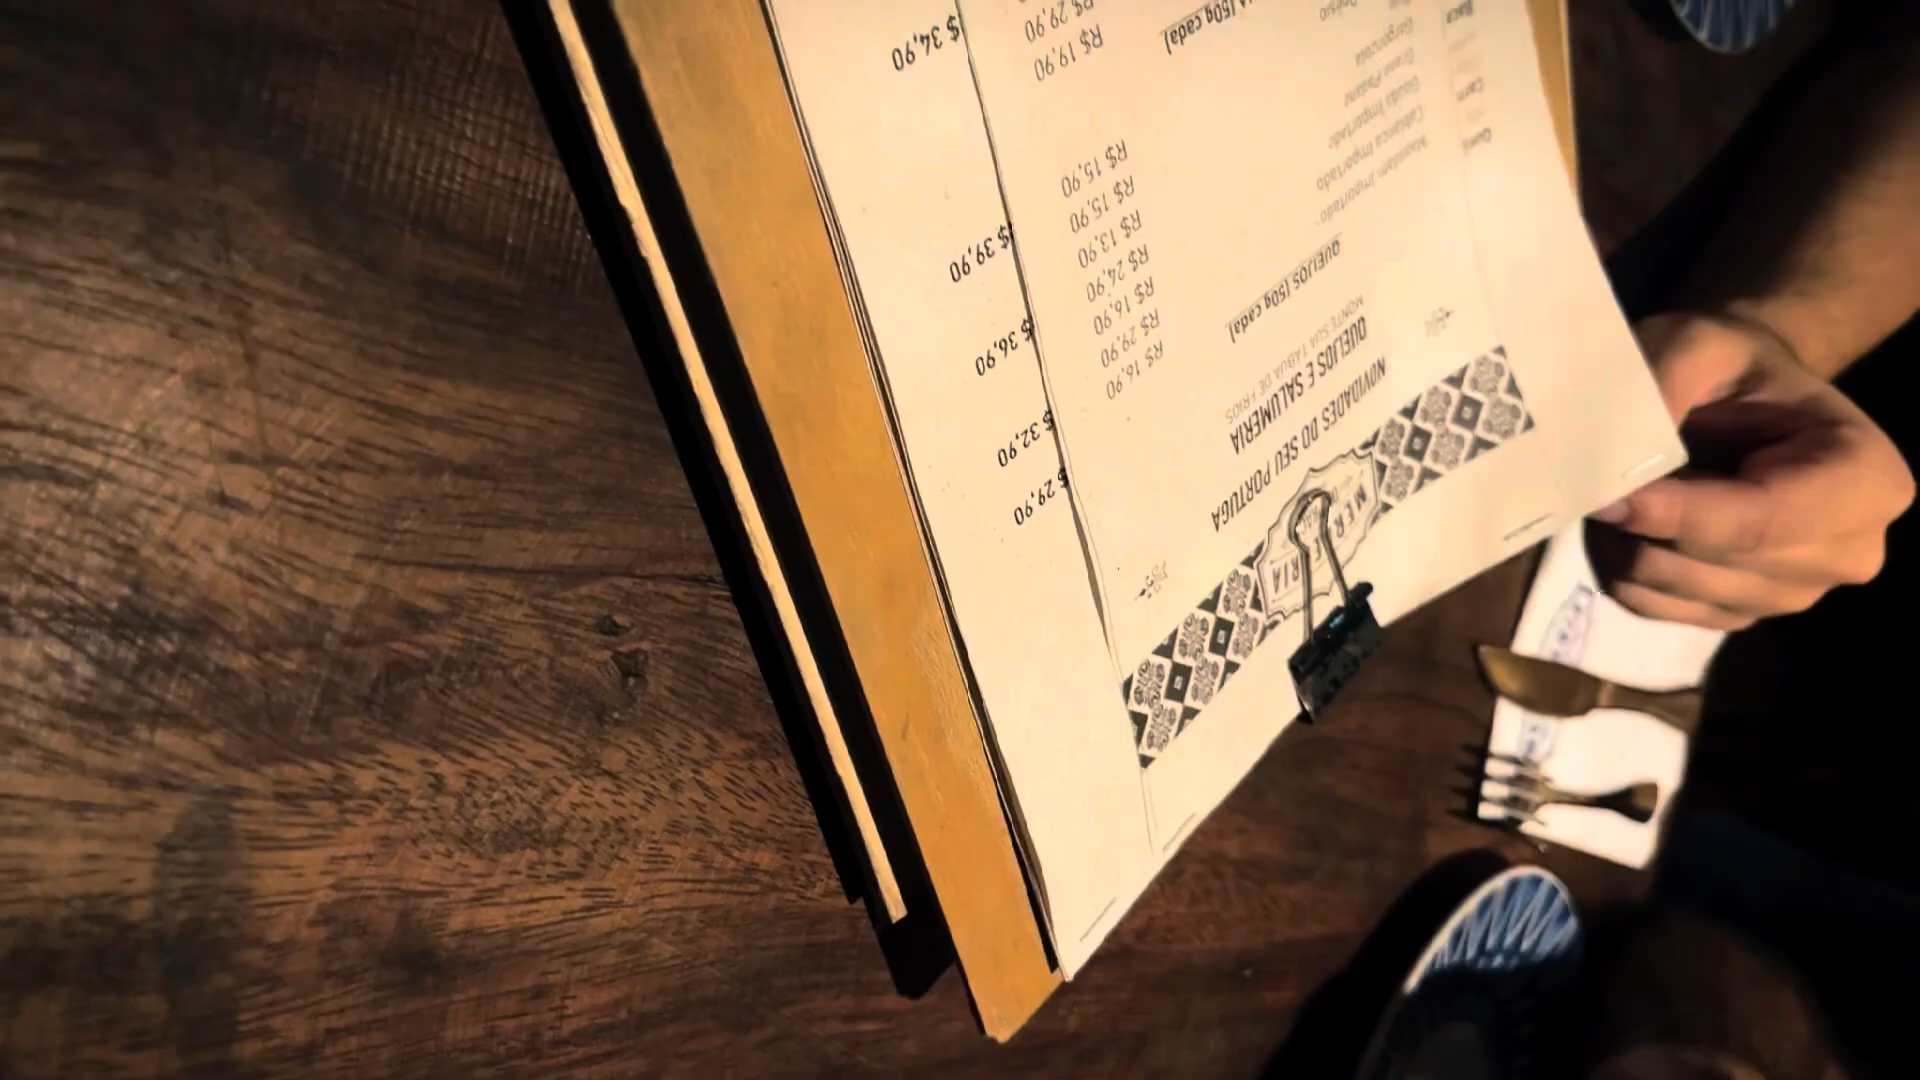 NOVIDADES DO SEU PORTUGA
QUEIJOS E SALUMERIA
MONTE SUA TÁBUA DE FRIOS
QUEIJOS (50g cada)
Maasdam Importado
Cablanca Importado
Gouda Importado
Grana Padano
Gorgonzola
(50g cada)
R$ 16,90
R$ 29,90
R$ 16,90
R$ 24,90
R$ 13,90
R$ 15,90
R$ 15,90
R$ 19,90
R$ 29,90
$ 29,90
$ 32,90
$ 36,90
$ 39,90
$ 34,90